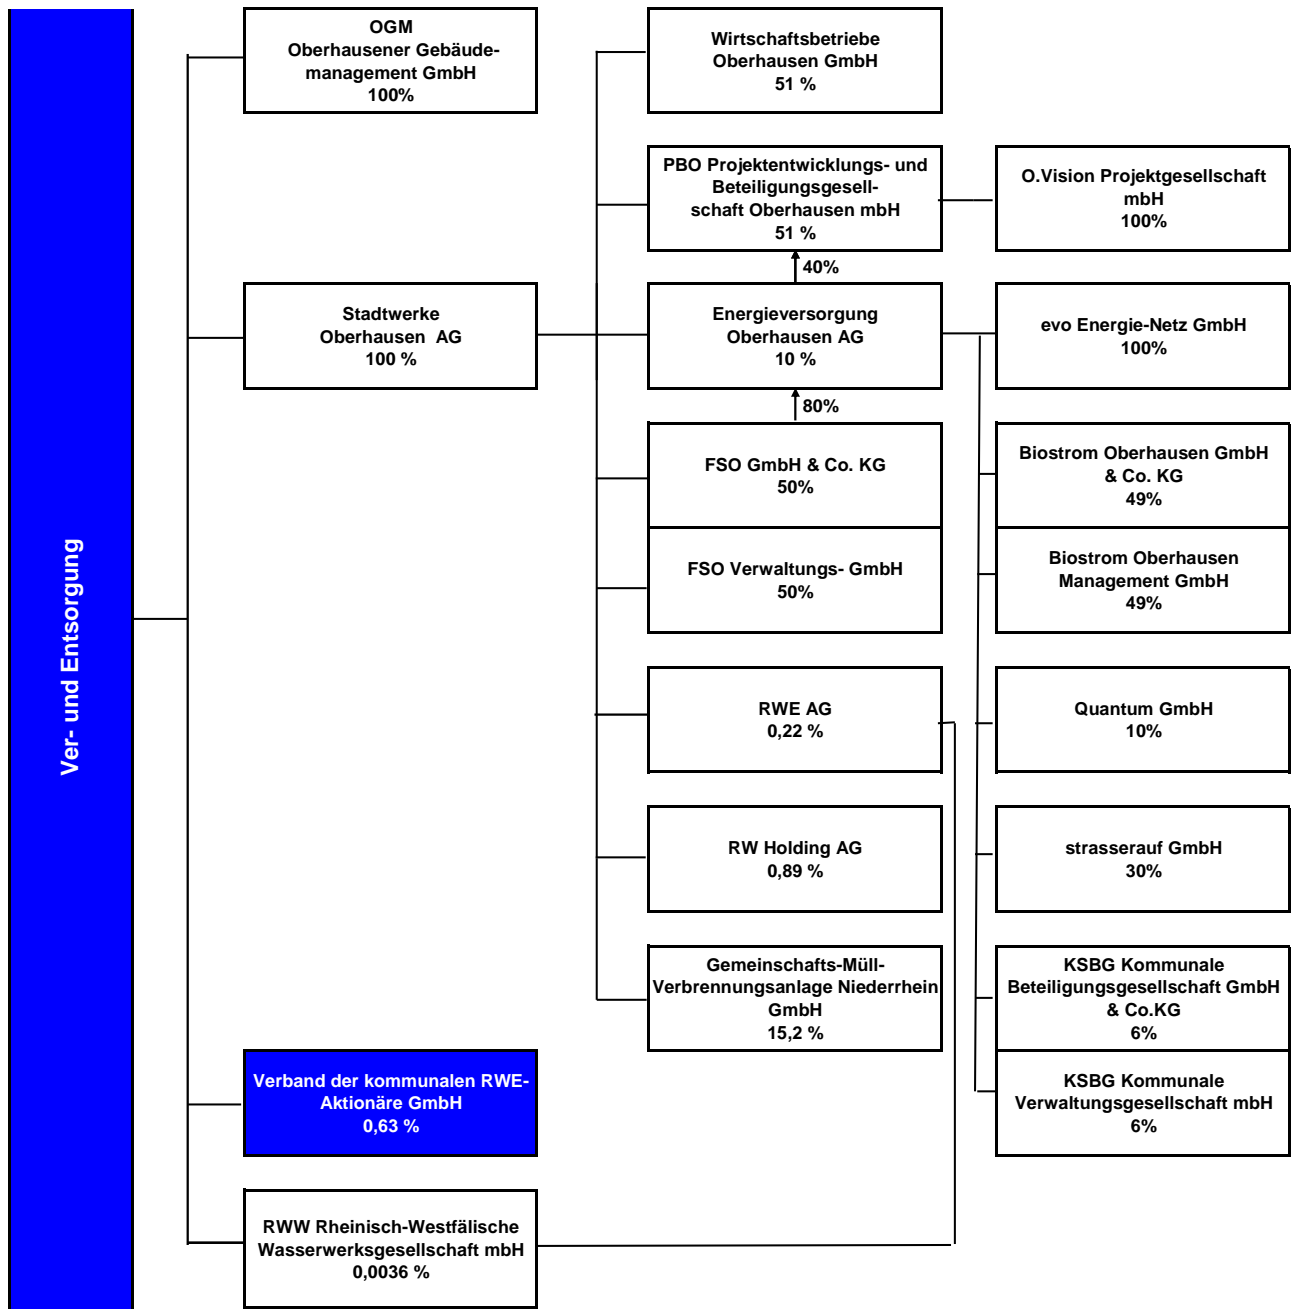 Ver- und Entsorgung
OGM
Oberhausener Gebäude-
management GmbH
100%
Stadtwerke
Oberhausen AG
100 %
Verband der kommunalen RWE-
Aktionäre GmbH
0,63 %
RWW Rheinisch-Westfälische
Wasserwerksgesellschaft mbH
0,0036 %
Wirtschaftsbetriebe
Oberhausen GmbH
51 %
PBO Projektentwicklungs- und
Beteiligungsgesell-
schaft Oberhausen mbH
51 %
40%
Energieversorgung
Oberhausen AG
10 %
80%
FSO GmbH & Co. KG
50%
FSO Verwaltungs- GmbH
50%
RWE AG
0,22 %
RW Holding AG
0,89 %
Gemeinschafts-Müll-
Verbrennungsanlage Niederrhein
GmbH
15,2 %
O.Vision Projektgesellschaft
mbH
100%
evo Energie-Netz GmbH
100%
Biostrom Oberhausen GmbH
& Co. KG
49%
Biostrom Oberhausen
Management GmbH
49%
Quantum GmbH
10%
strasserauf GmbH
30%
KSBG Kommunale
Beteiligungsgesellschaft GmbH
& Co.KG
6%
KSBG Kommunale
Verwaltungsgesellschaft mbH
6%